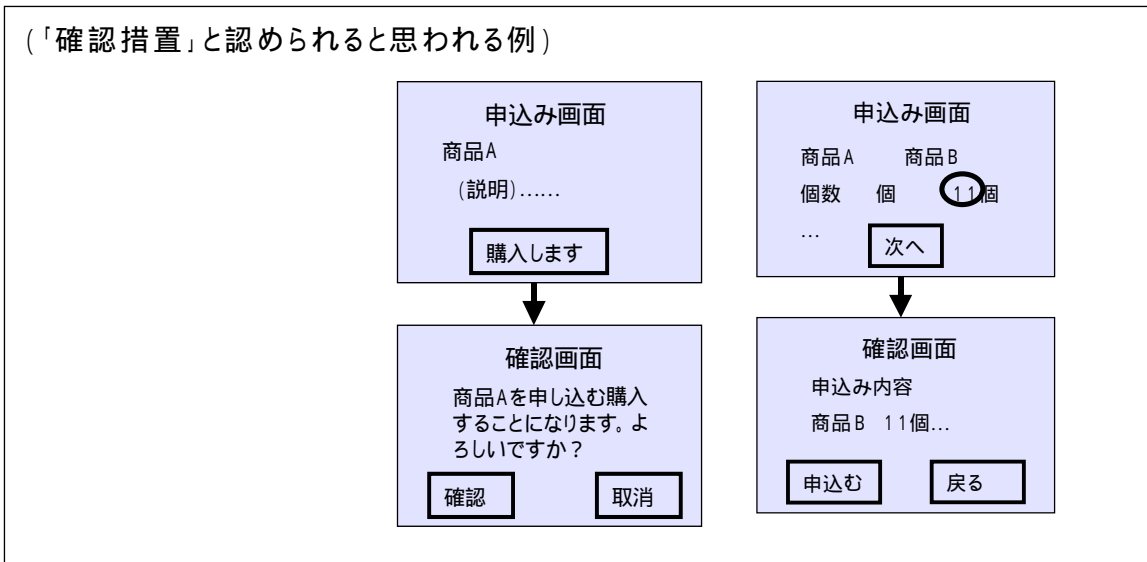 (「確認措置」と認められると思われる例)
申込み画面
商品A
(説明)……
購入します
確認画面
商品Aを申し込む購入
することになります。よ
ろしいですか？
確認
取消
申込み画面
商品A 商品B
個数 個 11個
…
次へ
確認画面
申込み内容
商品B 11個…
申込む
戻る